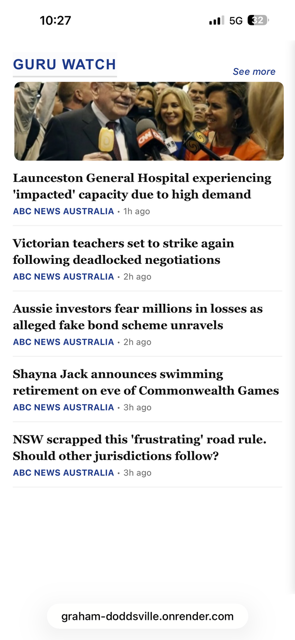 10:27
5G
32
GURU WATCH
See more
CNN
Launceston General Hospital experiencing
'impacted' capacity due to high demand
ABC NEWS AUSTRALIA • 1h ago
Victorian teachers set to strike again
following deadlocked negotiations
ABC NEWS AUSTRALIA • 2h ago
Aussie investors fear millions in losses as
alleged fake bond scheme unravels
ABC NEWS AUSTRALIA • 2h ago
Shayna Jack announces swimming
retirement on eve of Commonwealth Games
ABC NEWS AUSTRALIA • 3h ago
NSW scrapped this 'frustrating' road rule.
Should other jurisdictions follow?
ABC NEWS AUSTRALIA • 3h ago
graham-doddsville.onrender.com